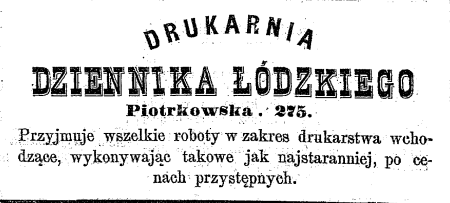 DRUKARNIA
DZIENNIKA ŁÓDZKIEGO
Piotrkowska . 275.
Przyjmuje wszelkie roboty w zakres drukarstwa wcho-
dzące, wykonywając takowe jak najstaranniej, po ce-
nach przystępnych.